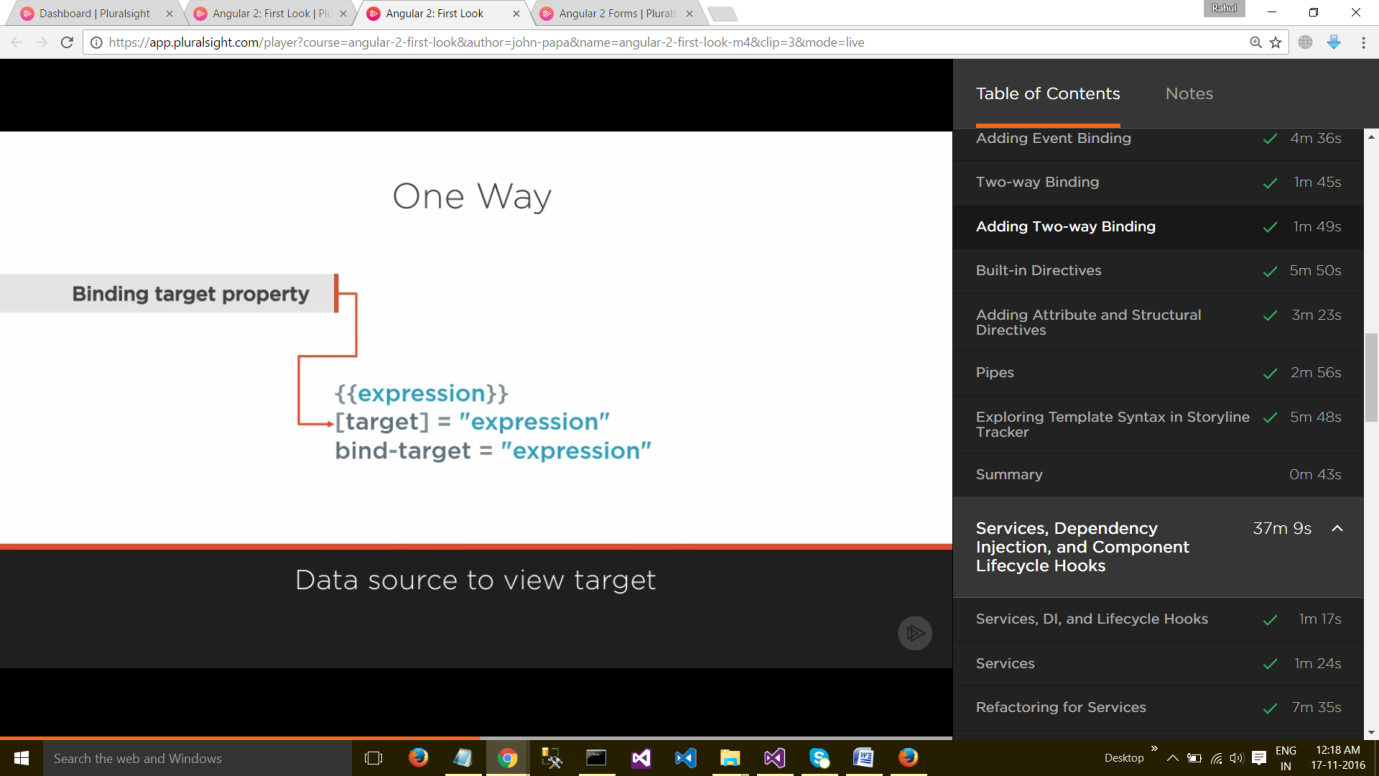 Dashboard | Pluralsight
Angular 2: First Look | Pl
Angular 2: First Look
Angular 2 Forms | Plurals
Rahul
https://app.pluralsight.com/player?course=angular-2-first-look&author=john-papa&name=angular-2-first-look-m4&clip=3&mode=live
One Way
Binding target property
{{expression}}
[target] = "expression"
bind-target = "expression"
Data source to view target
Table of Contents
Notes
Adding Event Binding 4m 36s
Two-way Binding 1m 45s
Adding Two-way Binding 1m 49s
Built-in Directives 5m 50s
Adding Attribute and Structural
Directives 3m 23s
Pipes 2m 56s
Exploring Template Syntax in Storyline
Tracker 5m 48s
Summary 0m 43s
Services, Dependency
Injection, and Component
Lifecycle Hooks 37m 9s
Services, DI, and Lifecycle Hooks 1m 17s
Services 1m 24s
Refactoring for Services 7m 35s
Search the web and Windows
Desktop
ENG
IN
12:18 AM
17-11-2016